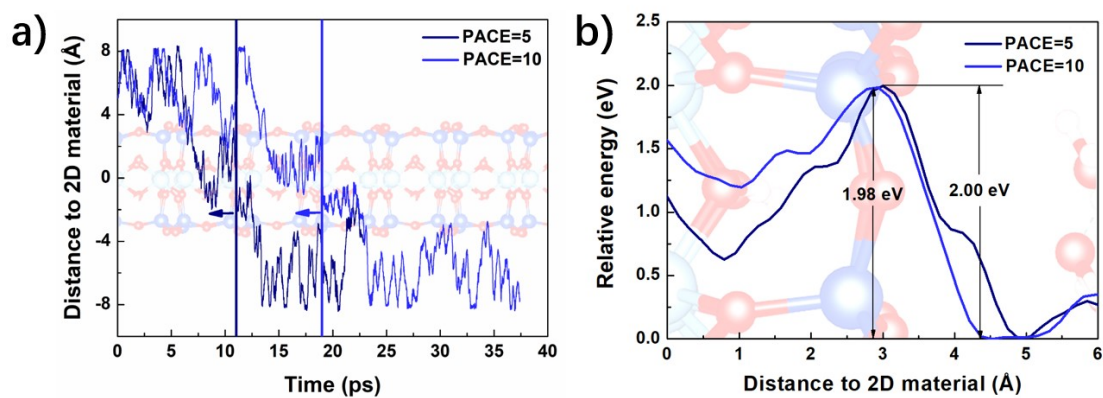 a)
PACE=5
PACE=10
Distance to 2D material (Å)
8
4
0
-4
-8
0 5 10 15 20 25 30 35 40
Time (ps)
b)
PACE=5
PACE=10
Relative energy (eV)
2.5
2.0
1.5
1.0
0.5
0.0
1.98 eV
2.00 eV
0 1 2 3 4 5 6
Distance to 2D material (Å)